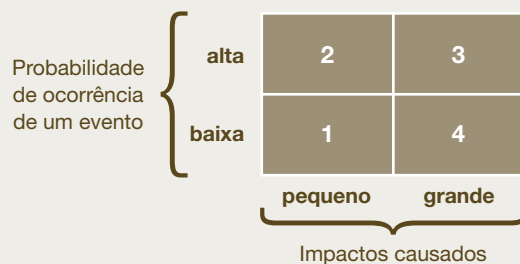 Probabilidade
de ocorrência
de um evento
alta
2
3
baixa
1
4
pequeno
grande
Impactos causados